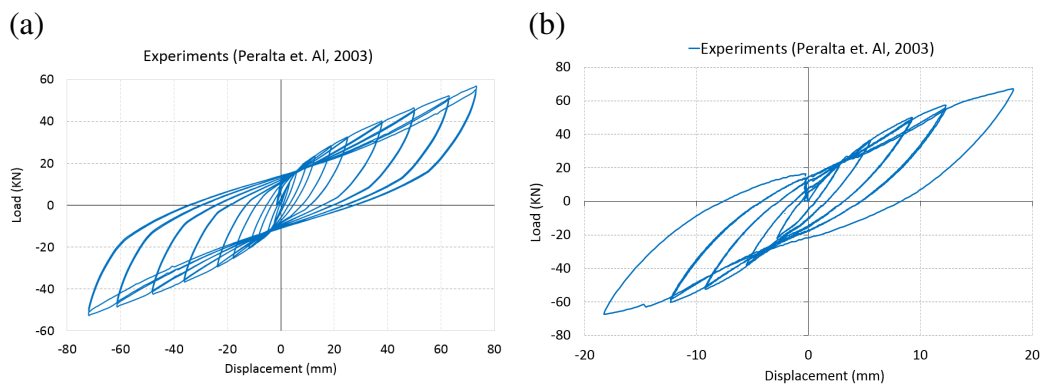 (a)
Experiments (Peralta et. Al, 2003)
60
40
20
0
-20
-40
-60
Load (KN)
-80 -60 -40 -20 0 20 40 60 80
Displacement (mm)
(b)
Experiments (Peralta et. Al, 2003)
80
60
40
20
0
-20
-40
-60
-80
Load (KN)
-20 -10 0 10 20
Displacement (mm)